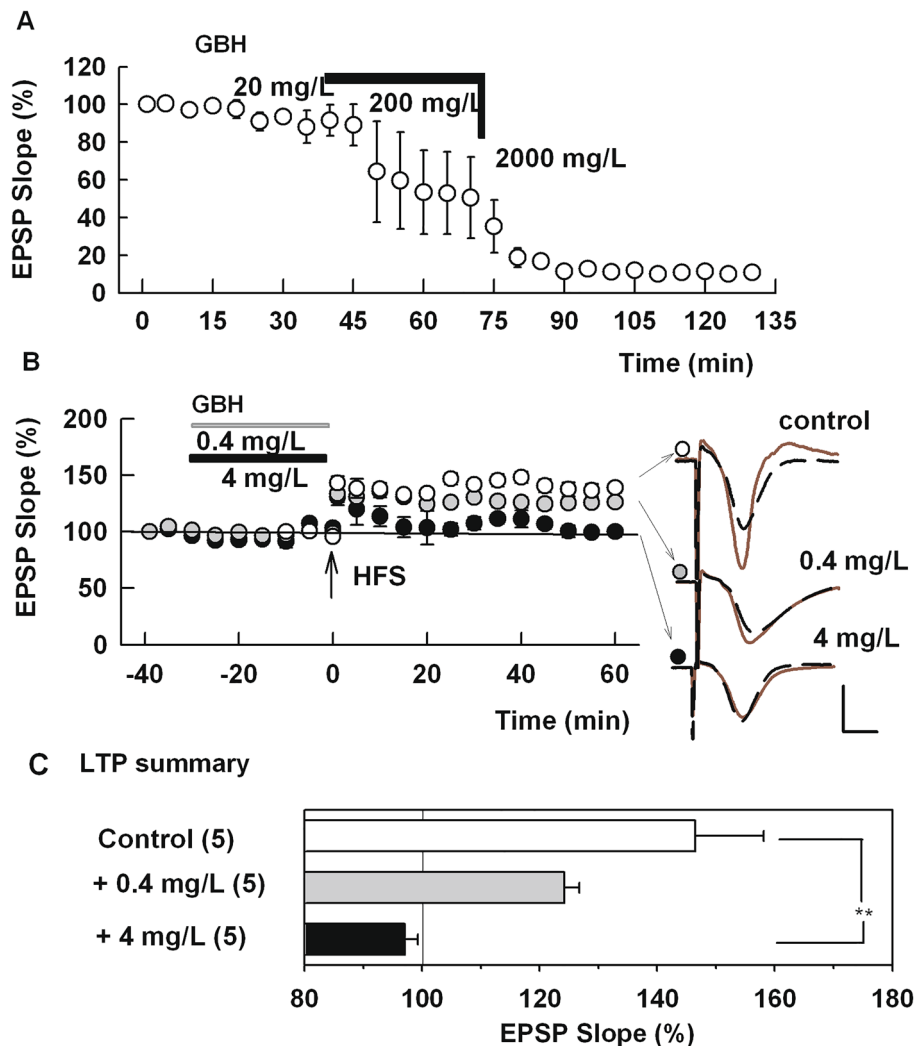 A
GBH
120
100
80
60
40
20
0
EPSP Slope (%)
20 mg/L
200 mg/L
2000 mg/L
0 15 30 45 60 75 90 105 120 135
Time (min)
B
200
150
100
50
0
EPSP Slope (%)
GBH
0.4 mg/L
4 mg/L
HFS
-40 -20 0 20 40 60
Time (min)
control
0.4 mg/L
4 mg/L
C LTP summary
Control (5)
+ 0.4 mg/L (5)
+ 4 mg/L (5)
**
80 100 120 140 160 180
EPSP Slope (%)